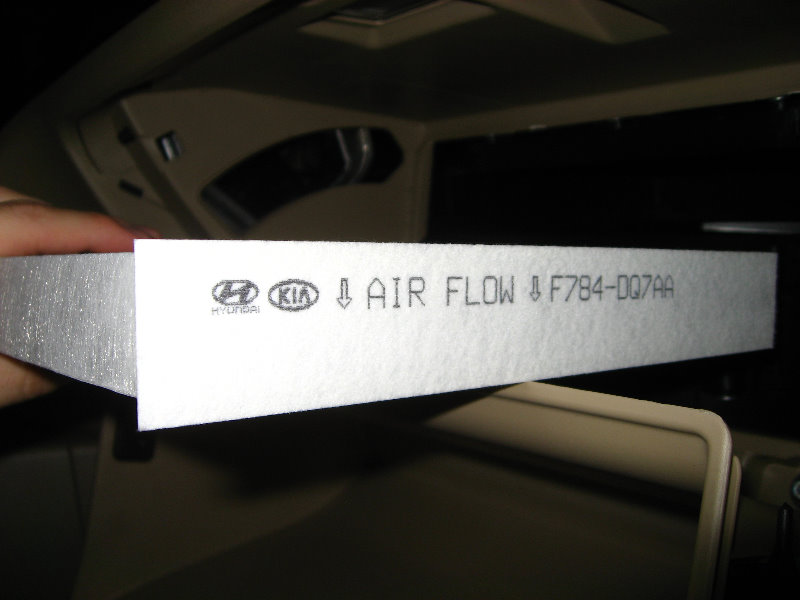 HYUNDAI KIA ⇩ AIR FLOW ⇩ F784-DQ7AA